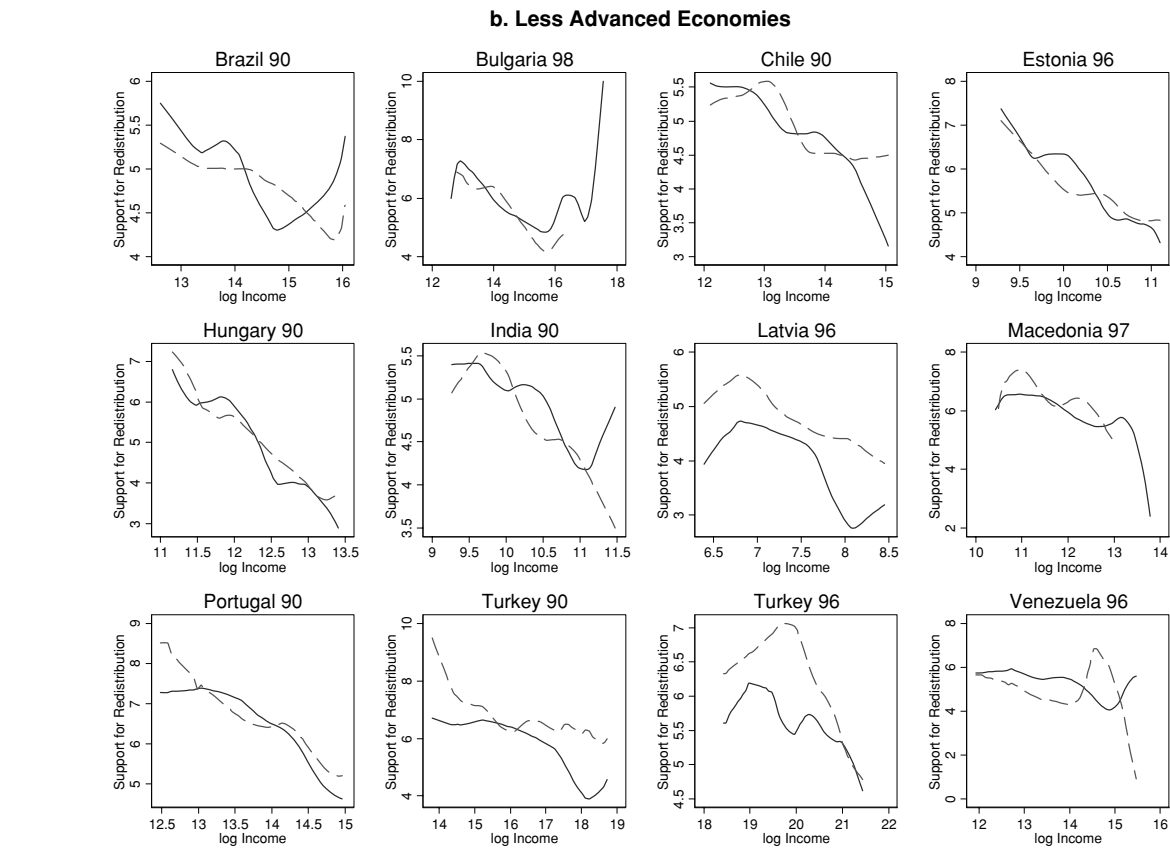 b. Less Advanced Economies
Brazil 90
Support for Redistribution
4 4.5 5 5.5 6
13 14 15 16
log Income
Bulgaria 98
Support for Redistribution
4 6 8 10
12 14 16 18
log Income
Chile 90
Support for Redistribution
3 3.5 4 4.5 5 5.5
12 13 14 15
log Income
Estonia 96
Support for Redistribution
4 5 6 7 8
9 9.5 10 10.5 11
log Income
Hungary 90
Support for Redistribution
3 4 5 6 7
11 11.5 12 12.5 13 13.5
log Income
India 90
Support for Redistribution
3.5 4 4.5 5 5.5
9 9.5 10 10.5 11 11.5
log Income
Latvia 96
Support for Redistribution
3 4 5 6
6.5 7 7.5 8 8.5
log Income
Macedonia 97
Support for Redistribution
2 4 6 8
10 11 12 13 14
log Income
Portugal 90
Support for Redistribution
5 6 7 8 9
12.5 13 13.5 14 14.5 15
log Income
Turkey 90
Support for Redistribution
4 6 8 10
14 15 16 17 18 19
log Income
Turkey 96
Support for Redistribution
4.5 5 5.5 6 6.5 7
18 19 20 21 22
log Income
Venezuela 96
Support for Redistribution
0 2 4 6 8
12 13 14 15 16
log Income